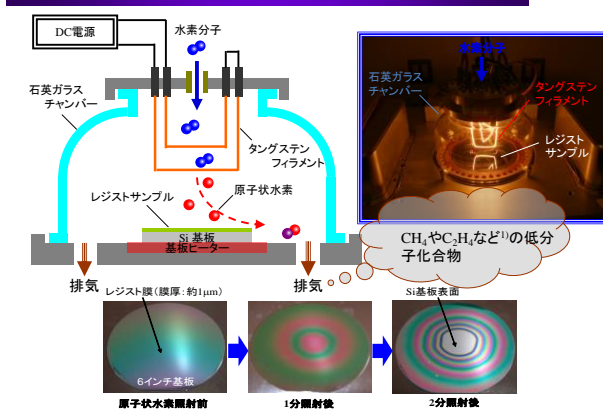 DC電源
水素分子
石英ガラス
チャンバー
タングステン
フィラメント
原子状水素
レジストサンプル
Si 基板
基板ヒーター
排気
排気
水素分子
石英ガラス
チャンバー
タングステン
フィラメント
レジスト
サンプル
CH₄やC₂H₄など¹⁾の低分
子化合物
レジスト膜(膜厚:約1μm)
Si基板表面
6インチ基板
原子状水素照射前
1分照射後
2分照射後